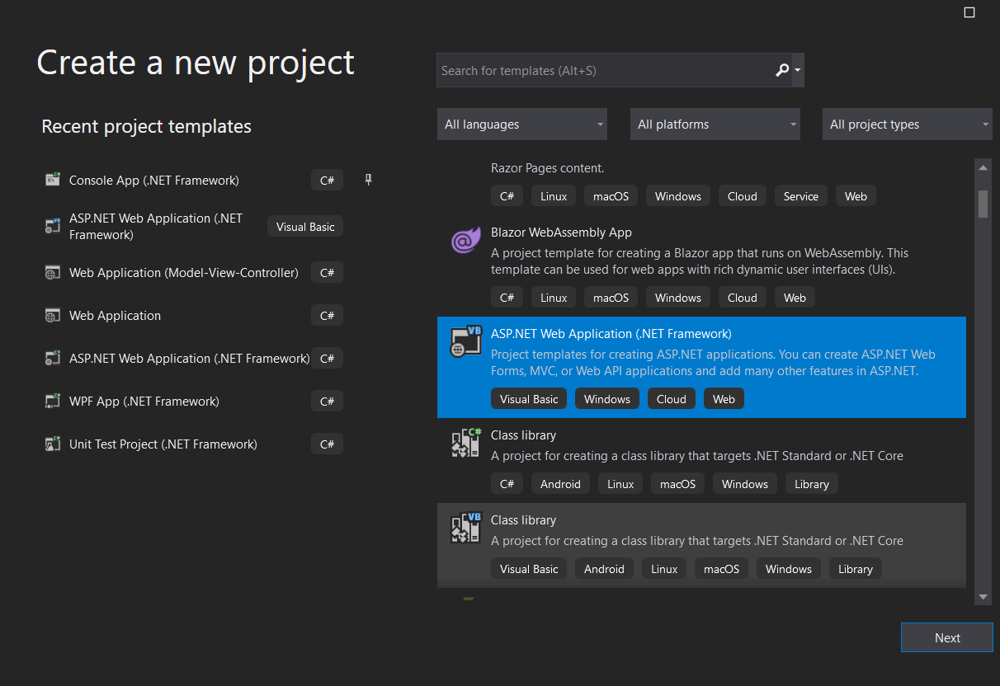 Create a new project
Search for templates (Alt+S)
Recent project templates
All languages
All platforms
All project types
Console App (.NET Framework)
C#
ASP.NET Web Application (.NET
Framework)
Visual Basic
Web Application (Model-View-Controller)
C#
Web Application
C#
ASP.NET Web Application (.NET Framework)
C#
WPF App (.NET Framework)
C#
Unit Test Project (.NET Framework)
C#
Razor Pages content.
C# Linux macOS Windows Cloud Service Web
Blazor WebAssembly App
A project template for creating a Blazor app that runs on WebAssembly. This
template can be used for web apps with rich dynamic user interfaces (UIs).
C# Linux macOS Windows Cloud Web
VB
ASP.NET Web Application (.NET Framework)
Project templates for creating ASP.NET applications. You can create ASP.NET Web
Forms, MVC, or Web API applications and add many other features in ASP.NET.
Visual Basic Windows Cloud Web
C#
Class library
A project for creating a class library that targets .NET Standard or .NET Core
C# Android Linux macOS Windows Library
VB
Class library
A project for creating a class library that targets .NET Standard or .NET Core
Visual Basic Android Linux macOS Windows Library
Next